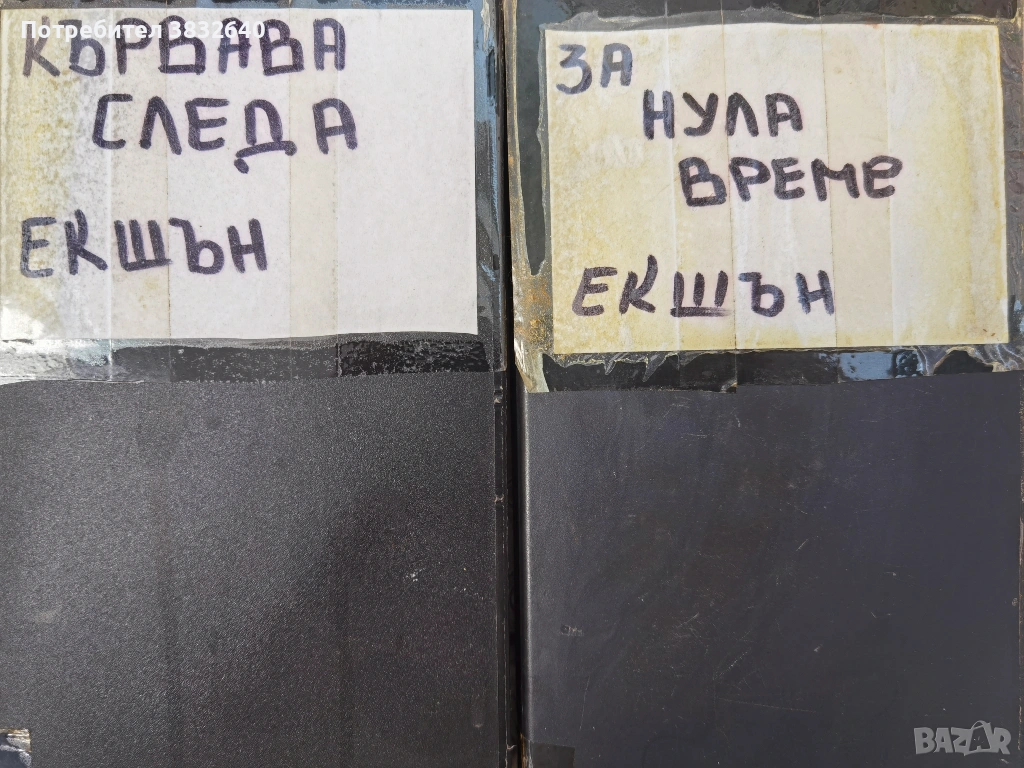 Потребител 3832640
КЪРВАВА
СЛЕДА
ЕКШЪН
ЗА
НУЛА
ВРЕМЕ
ЕКШЪН
BAZAR